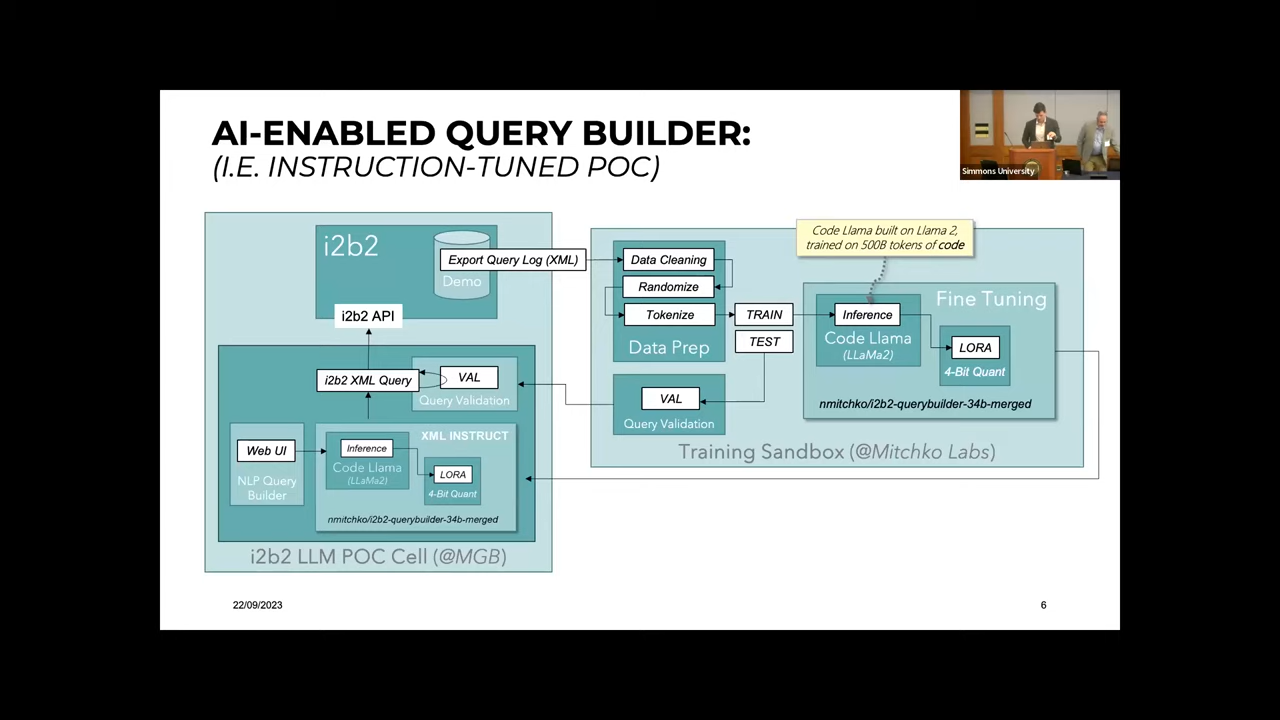 AI-ENABLED QUERY BUILDER:
(I.E. INSTRUCTION-TUNED POC)
Simmons University
i2b2
Demo
Export Query Log (XML)
i2b2 API
i2b2 XML Query
VAL
Query Validation
Web UI
NLP Query
Builder
XML INSTRUCT
Inference
Code Llama
(LLaMa2)
LORA
4-Bit Quant
nmitchko/i2b2-querybuilder-34b-merged
i2b2 LLM POC Cell (@MGB)
Data Cleaning
Randomize
Tokenize
Data Prep
TRAIN
TEST
VAL
Query Validation
Code Llama built on Llama 2,
trained on 500B tokens of code
Fine Tuning
Inference
Code Llama
(LLaMa2)
LORA
4-Bit Quant
nmitchko/i2b2-querybuilder-34b-merged
Training Sandbox (@Mitchko Labs)
22/09/2023
6